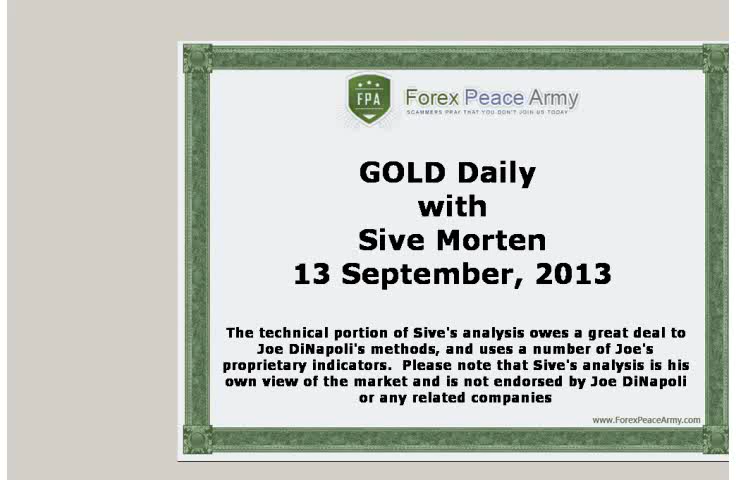 FPA
Forex Peace Army
SCAMMERS PRAY THAT YOU DON'T JOIN US TODAY
GOLD Daily
with
Sive Morten
13 September, 2013
The technical portion of Sive's analysis owes a great deal to
Joe DiNapoli's methods, and uses a number of Joe's
proprietary indicators.  Please note that Sive's analysis is his
own view of the market and is not endorsed by Joe DiNapoli
or any related companies
www.ForexPeaceArmy.com